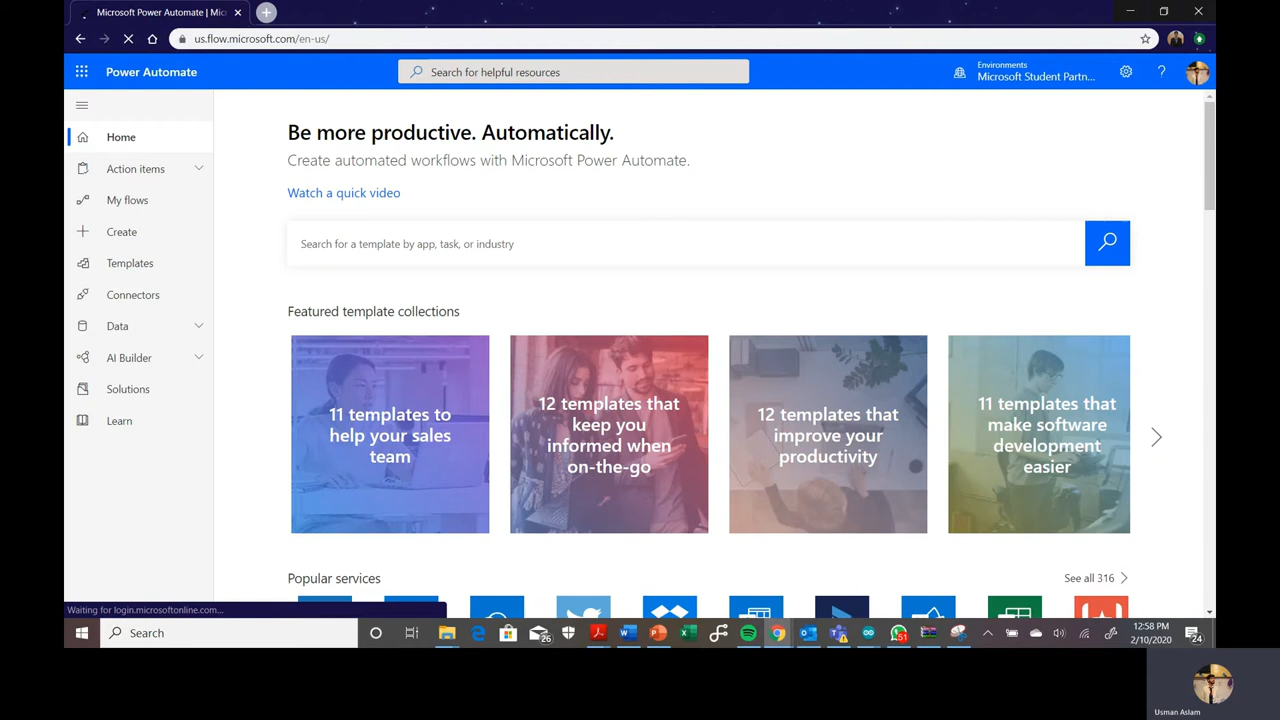 Microsoft Power Automate | Mic
us.flow.microsoft.com/en-us/
Power Automate
Search for helpful resources
Environments
Microsoft Student Partn...
Home
Action items
My flows
Create
Templates
Connectors
Data
AI Builder
Solutions
Learn
Be more productive. Automatically.
Create automated workflows with Microsoft Power Automate.
Watch a quick video
Search for a template by app, task, or industry
Featured template collections
11 templates to
help your sales
team
12 templates that
keep you
informed when
on-the-go
12 templates that
improve your
productivity
11 templates that
make software
development
easier
Popular services
See all 316
Waiting for login.microsoftonline.com...
Search
26
51
12:58 PM
2/10/2020
24
Usman Aslam